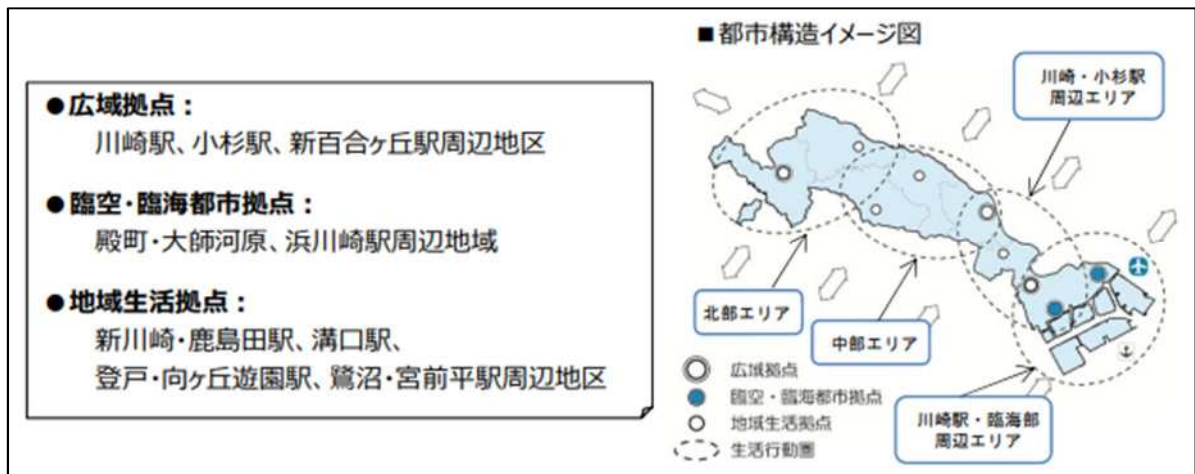 ●広域拠点：
川崎駅、小杉駅、新百合ヶ丘駅周辺地区
●臨空・臨海都市拠点：
殿町・大師河原、浜川崎駅周辺地域
●地域生活拠点：
新川崎・鹿島田駅、溝口駅、
登戸・向ヶ丘遊園駅、鷺沼・宮前平駅周辺地区
■都市構造イメージ図
川崎・小杉駅
周辺エリア
北部エリア
中部エリア
広域拠点
臨空・臨海都市拠点
地域生活拠点
生活行動圏
川崎駅・臨海部
周辺エリア